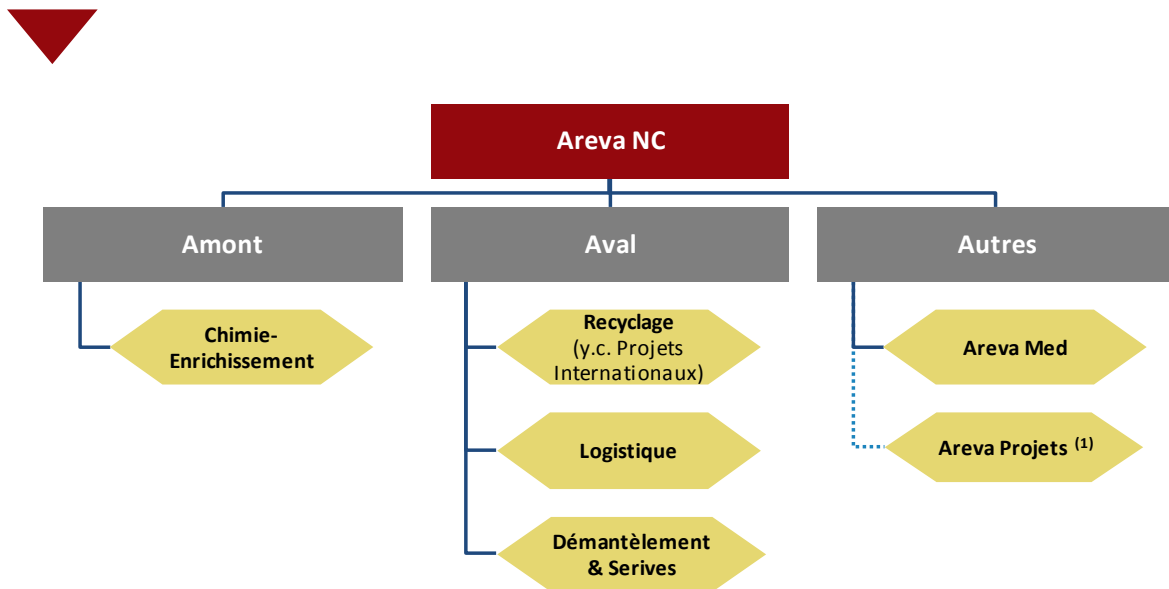 Areva NC
Amont
Aval
Autres
Chimie-
Enrichissement
Recyclage
(y.c. Projets
Internationaux)
Areva Med
Logistique
Areva Projets (1)
Démantèlement
& Serives